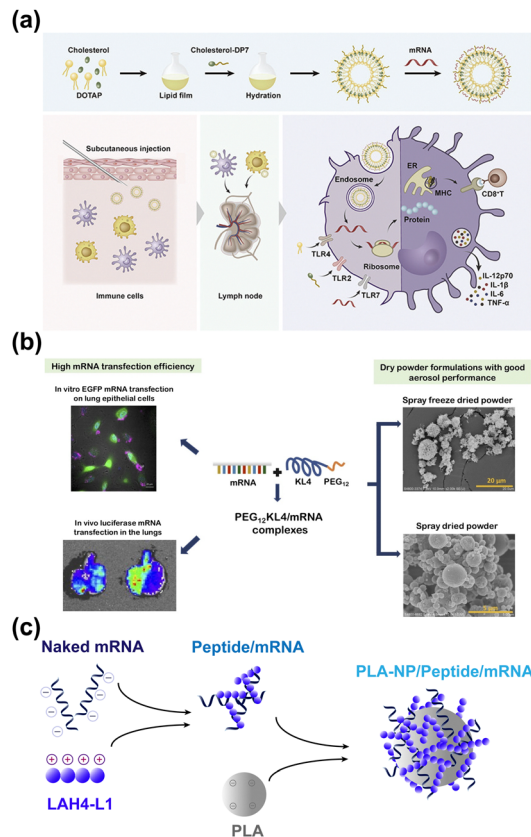 (a)
Cholesterol
Cholesterol-DP7
mRNA
DOTAP
Lipid film
Hydration
Subcutaneous injection
Immune cells
Lymph node
Endosome
ER
MHC
CD8+T
Protein
Ribosome
TLR4
TLR2
TLR7
IL-12p70
IL-1β
IL-6
TNF-α
(b)
High mRNA transfection efficiency
In vitro EGFP mRNA transfection
on lung epithelial cells
In vivo luciferase mRNA
transfection in the lungs
mRNA
+
KL4
PEG12
PEG12KL4/mRNA
complexes
Dry powder formulations with good
aerosol performance
Spray freeze dried powder
20 μm
Spray dried powder
5 μm
(c)
Naked mRNA
Peptide/mRNA
PLA-NP/Peptide/mRNA
LAH4-L1
PLA